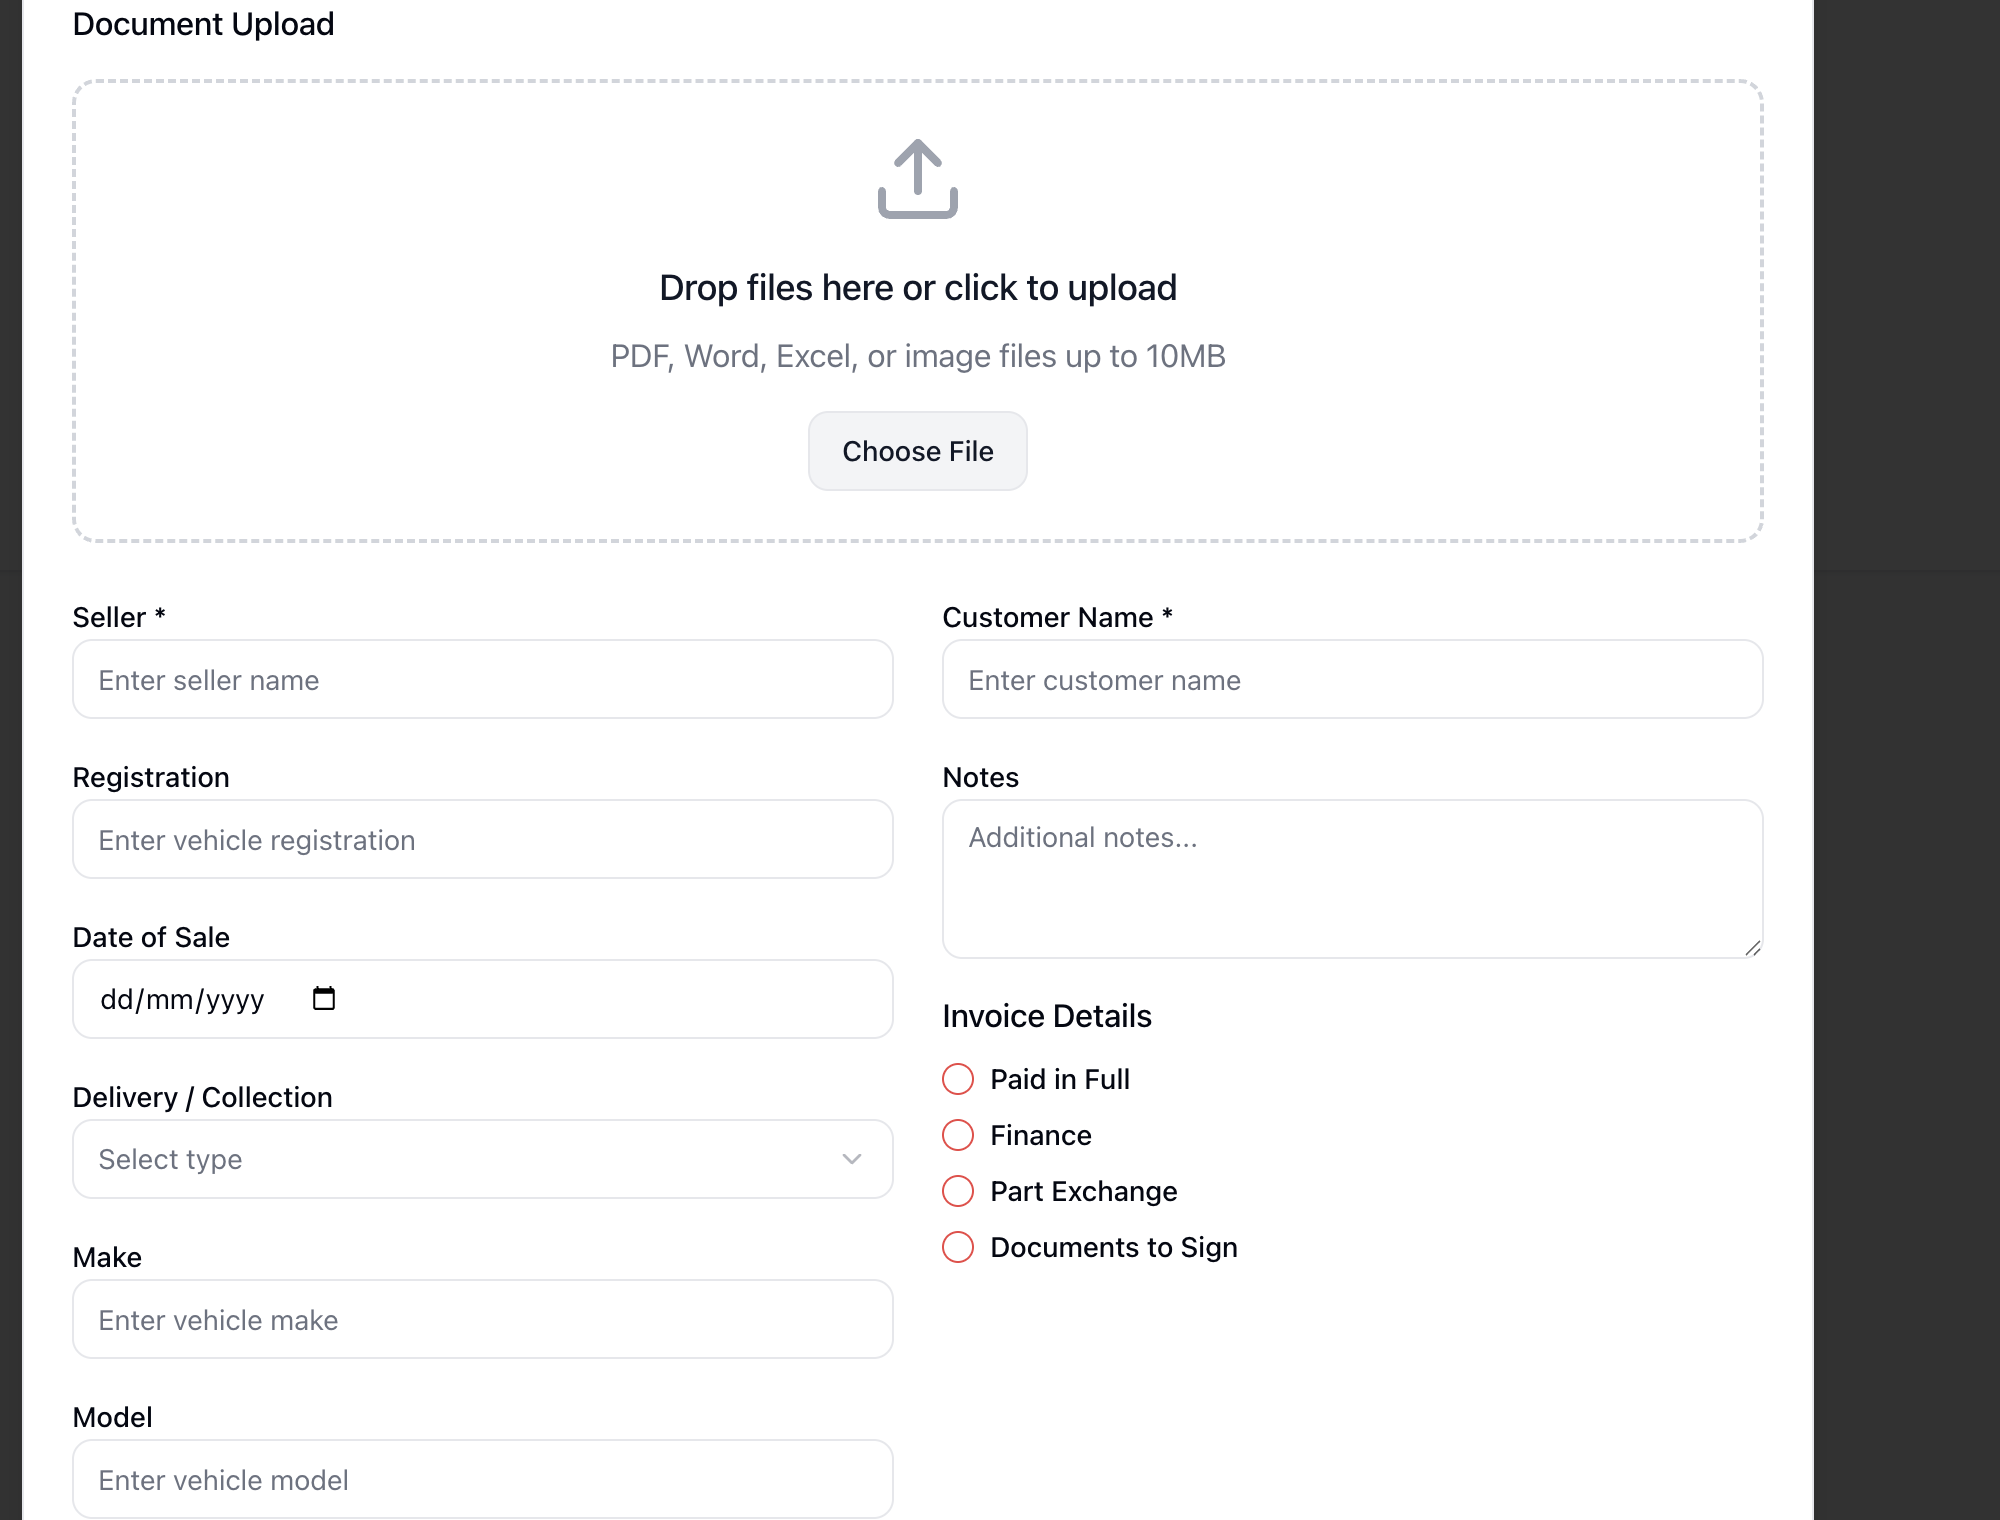 Document Upload
Drop files here or click to upload
PDF, Word, Excel, or image files up to 10MB
Choose File
Seller *
Enter seller name
Registration
Enter vehicle registration
Date of Sale
dd/mm/yyyy
Delivery / Collection
Select type
Make
Enter vehicle make
Model
Enter vehicle model
Customer Name *
Enter customer name
Notes
Additional notes...
Invoice Details
Paid in Full
Finance
Part Exchange
Documents to Sign